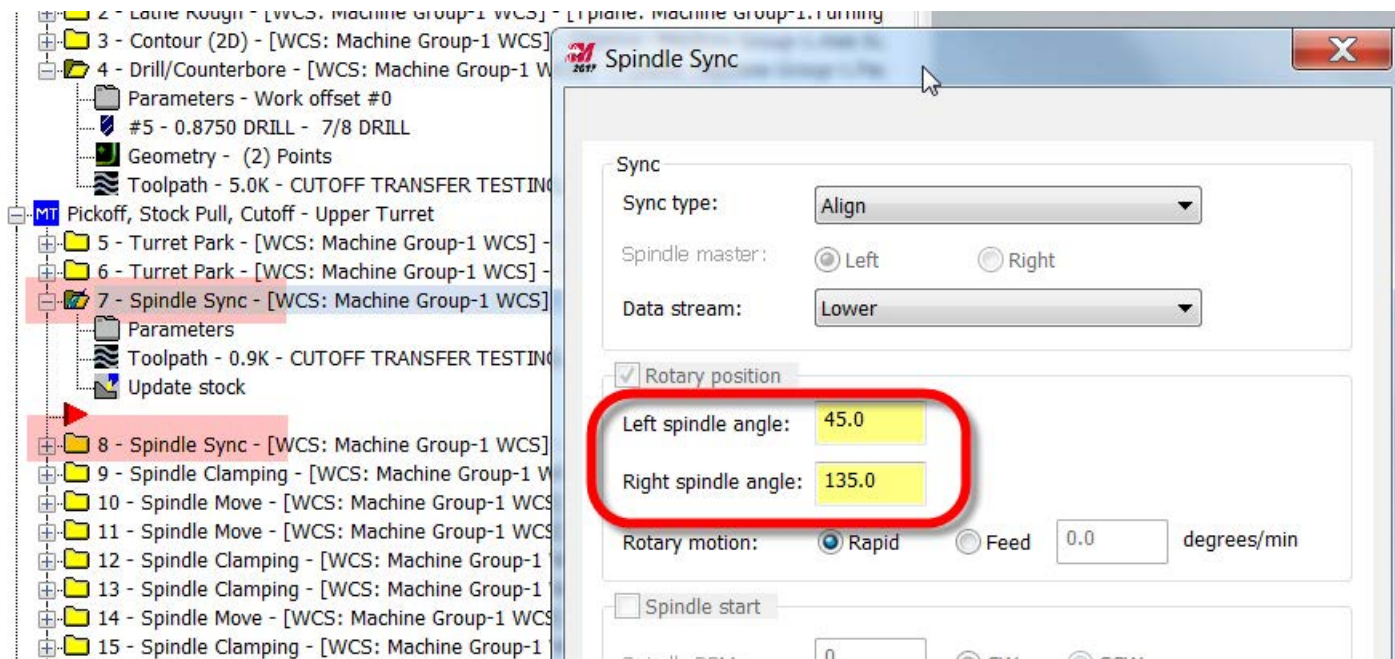 2 - Lathe Rough - [WCS: Machine Group-1 WCS] - [Tplane: Machine Group-1.Turning
3 - Contour (2D) - [WCS: Machine Group-1 WCS]
4 - Drill/Counterbore - [WCS: Machine Group-1 W
Parameters - Work offset #0
#5 - 0.8750 DRILL - 7/8 DRILL
Geometry - (2) Points
Toolpath - 5.0K - CUTOFF TRANSFER TESTING
MT Pickoff, Stock Pull, Cutoff - Upper Turret
5 - Turret Park - [WCS: Machine Group-1 WCS] -
6 - Turret Park - [WCS: Machine Group-1 WCS] -
7 - Spindle Sync - [WCS: Machine Group-1 WCS]
Parameters
Toolpath - 0.9K - CUTOFF TRANSFER TESTING
Update stock
8 - Spindle Sync - [WCS: Machine Group-1 WCS]
9 - Spindle Clamping - [WCS: Machine Group-1 W
10 - Spindle Move - [WCS: Machine Group-1 WCS
11 - Spindle Move - [WCS: Machine Group-1 WCS
12 - Spindle Clamping - [WCS: Machine Group-1
13 - Spindle Clamping - [WCS: Machine Group-1
14 - Spindle Move - [WCS: Machine Group-1 WCS
15 - Spindle Clamping - [WCS: Machine Group-1
2017 Spindle Sync X
Sync
Sync type: Align
Spindle master: Left Right
Data stream: Lower
Rotary position
Left spindle angle: 45.0
Right spindle angle: 135.0
Rotary motion: Rapid Feed 0.0 degrees/min
Spindle start